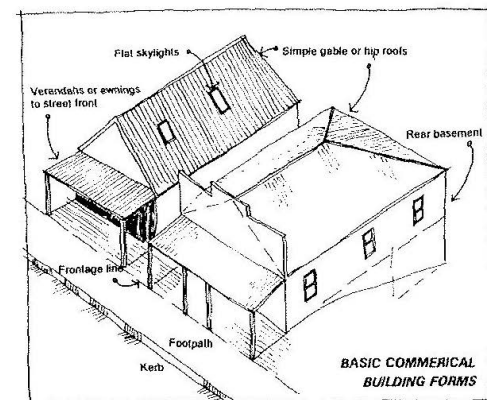 Flat skylights
Simple gable or hip roofs
Verandahs or awnings
to street front
Rear basement
Frontage line
Footpath
Kerb
BASIC COMMERICAL
BUILDING FORMS